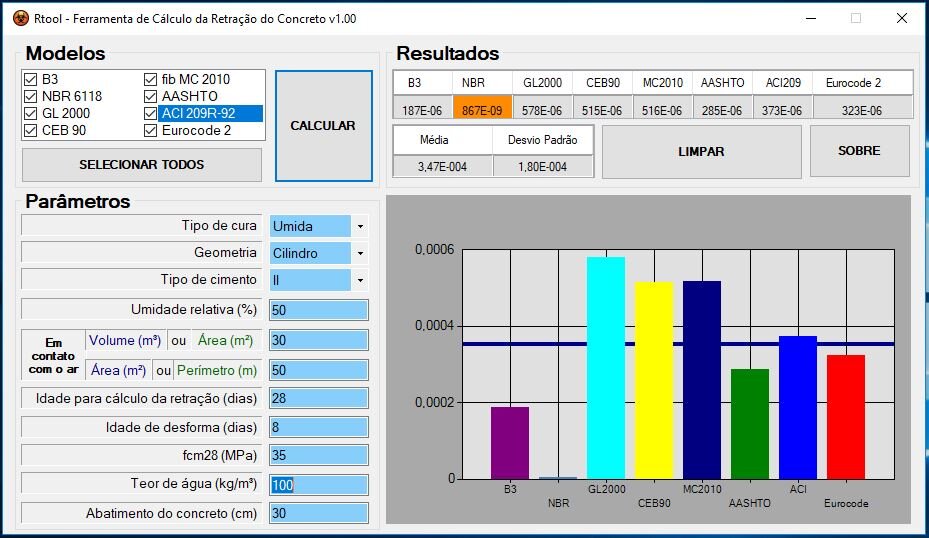 Rtool - Ferramenta de Cálculo da Retração do Concreto v1.00
Modelos
B3
fib MC 2010
NBR 6118
AASHTO
GL 2000
ACI 209R-92
CEB 90
Eurocode 2
CALCULAR
SELECIONAR TODOS
Resultados
B3 NBR GL2000 CEB90 MC2010 AASHTO ACI209 Eurocode 2
187E-06 867E-09 578E-06 515E-06 516E-06 285E-06 373E-06 323E-06
Média Desvio Padrão
3,47E-004 1,80E-004
LIMPAR
SOBRE
Parâmetros
Tipo de cura Umida
Geometria Cilindro
Tipo de cimento II
Umidade relativa (%) 50
Em
contato
com o ar
Volume (m³) ou Área (m²) 30
Área (m²) ou Perímetro (m) 50
Idade para cálculo da retração (dias) 28
Idade de desforma (dias) 8
fcm28 (MPa) 35
Teor de água (kg/m³) 100
Abatimento do concreto (cm) 30
0,0006
0,0004
0,0002
0
B3 GL2000 MC2010 ACI
NBR CEB90 AASHTO Eurocode